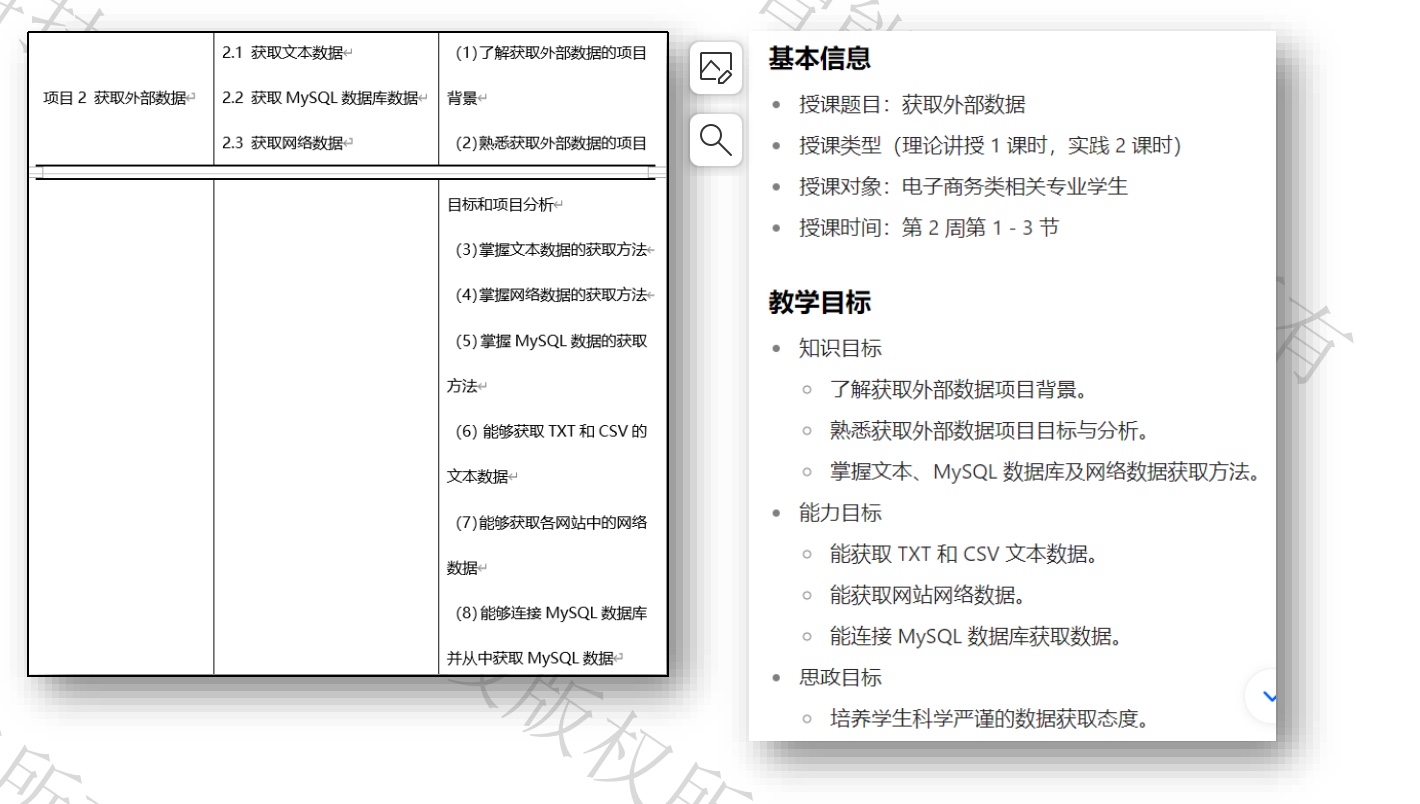 项目 2 获取外部数据
2.1 获取文本数据
2.2 获取 MySQL 数据库数据
2.3 获取网络数据
(1)了解获取外部数据的项目
背景
(2)熟悉获取外部数据的项目
目标和项目分析
(3)掌握文本数据的获取方法
(4)掌握网络数据的获取方法
(5)掌握 MySQL 数据的获取
方法
(6) 能够获取 TXT 和 CSV 的
文本数据
(7)能够获取各网站中的网络
数据
(8)能够连接 MySQL 数据库
并从中获取 MySQL 数据
基本信息
• 授课题目：获取外部数据
• 授课类型（理论讲授 1 课时，实践 2 课时）
• 授课对象：电子商务类相关专业学生
• 授课时间：第 2 周第 1 - 3 节
教学目标
• 知识目标
○ 了解获取外部数据项目背景。
○ 熟悉获取外部数据项目目标与分析。
○ 掌握文本、MySQL 数据库及网络数据获取方法。
• 能力目标
○ 能获取 TXT 和 CSV 文本数据。
○ 能获取网站网络数据。
○ 能连接 MySQL 数据库获取数据。
• 思政目标
○ 培养学生科学严谨的数据获取态度。
智能
有
版权所
所